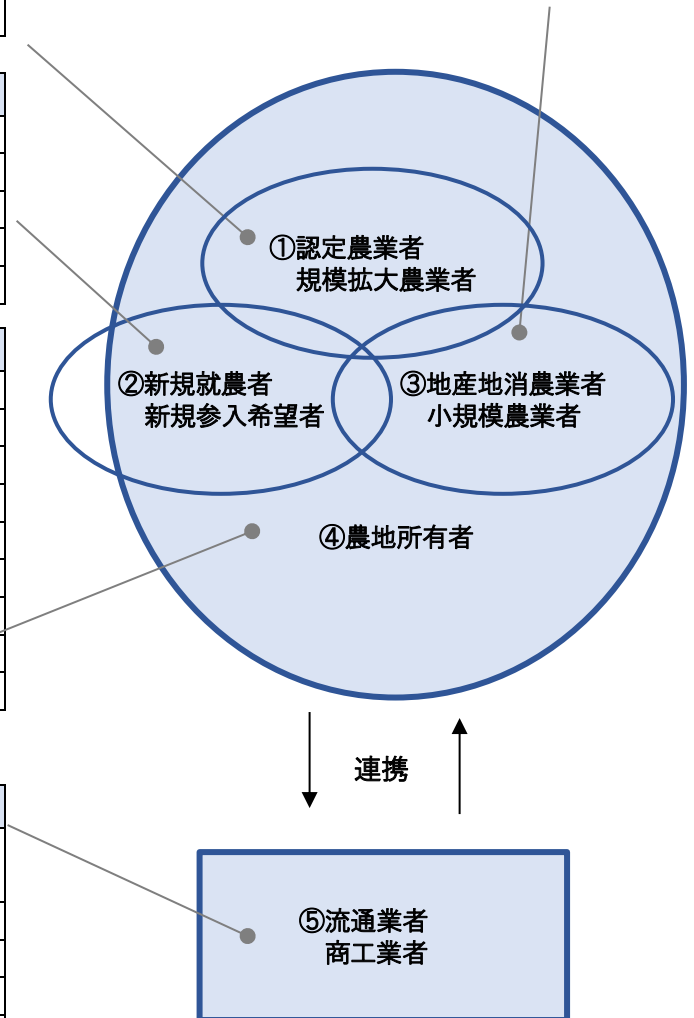 ①認定農業者
規模拡大農業者
②新規就農者
新規参入希望者
③地産地消農業者
小規模農業者
④農地所有者
連携
⑤流通業者
商工業者